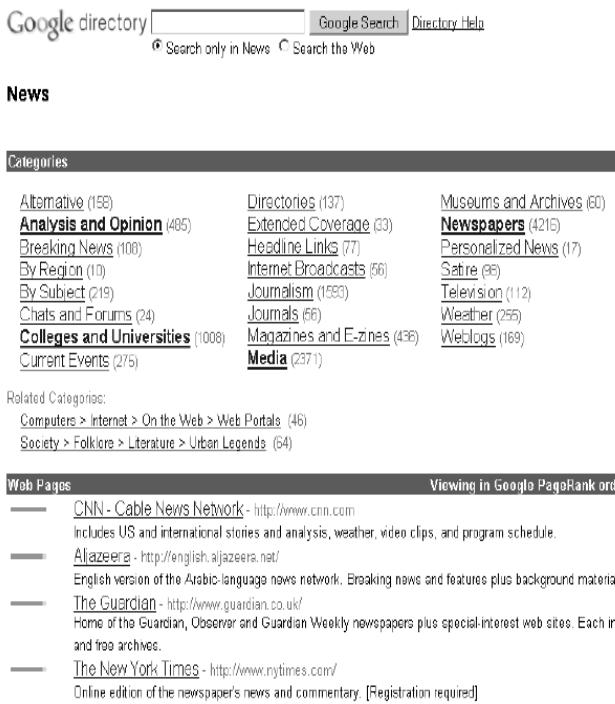 Google directory Google Search Directory Help
Search only in News Search the Web
News
Categories
Alternative (158)
Analysis and Opinion (485)
Breaking News (108)
By Region (10)
By Subject (219)
Chats and Forums (24)
Colleges and Universities (1008)
Current Events (275)
Directories (137)
Extended Coverage (33)
Headline Links (77)
Internet Broadcasts (56)
Journalism (1593)
Journals (56)
Magazines and E-zines (436)
Media (2371)
Museums and Archives (60)
Newspapers (4216)
Personalized News (17)
Satire (98)
Television (112)
Weather (255)
Weblogs (169)
Related Categories:
Computers > Internet > On the Web > Web Portals (46)
Society > Folklore > Literature > Urban Legends (64)
Web Pages Viewing in Google PageRank ord
CNN - Cable News Network - http://www.cnn.com
Includes US and international stories and analysis, weather, video clips, and program schedule.
Aljazeera - http://english.aljazeera.net/
English version of the Arabic-language news network. Breaking news and features plus background materia
The Guardian - http://www.guardian.co.uk/
Home of the Guardian, Observer and Guardian Weekly newspapers plus special-interest web sites. Each in
and free archives.
The New York Times - http://www.nytimes.com/
Online edition of the newspaper's news and commentary. [Registration required]